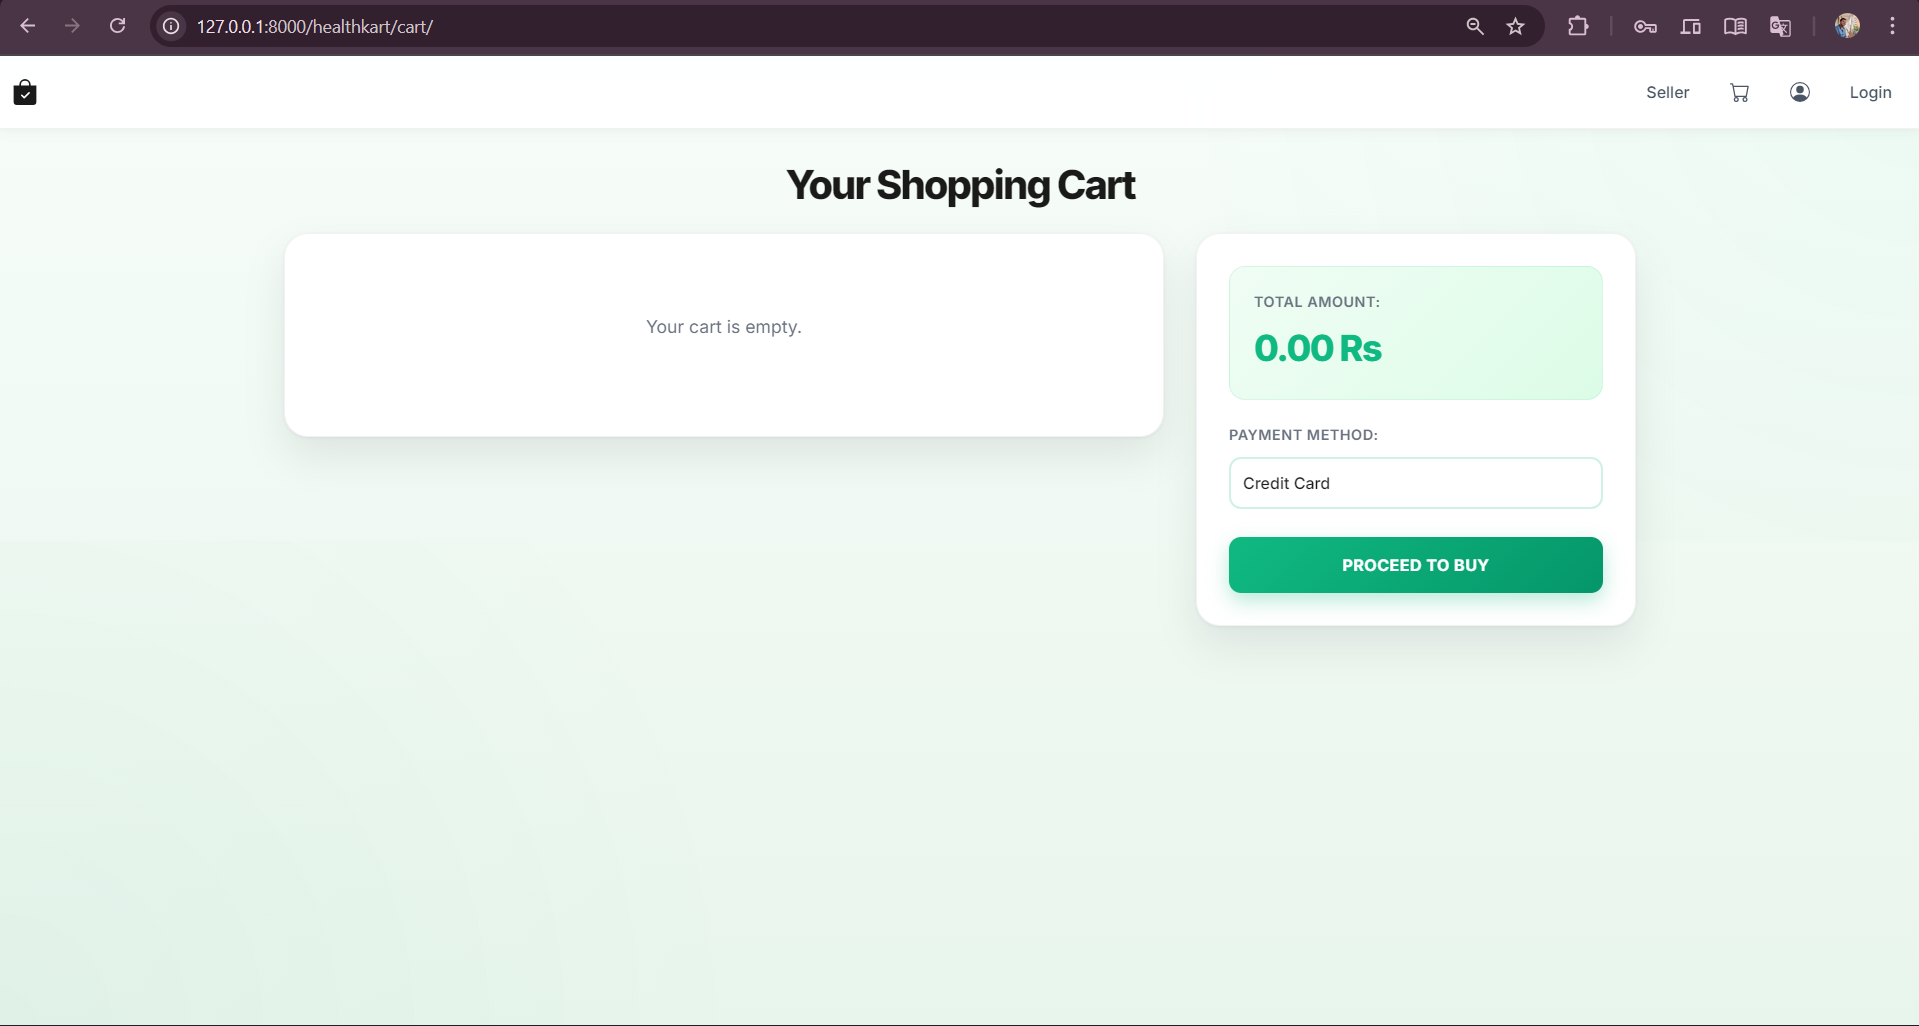 127.0.0.1:8000/healthkart/cart/
Seller
Login
Your Shopping Cart
Your cart is empty.
TOTAL AMOUNT:
0.00 Rs
PAYMENT METHOD:
Credit Card
PROCEED TO BUY